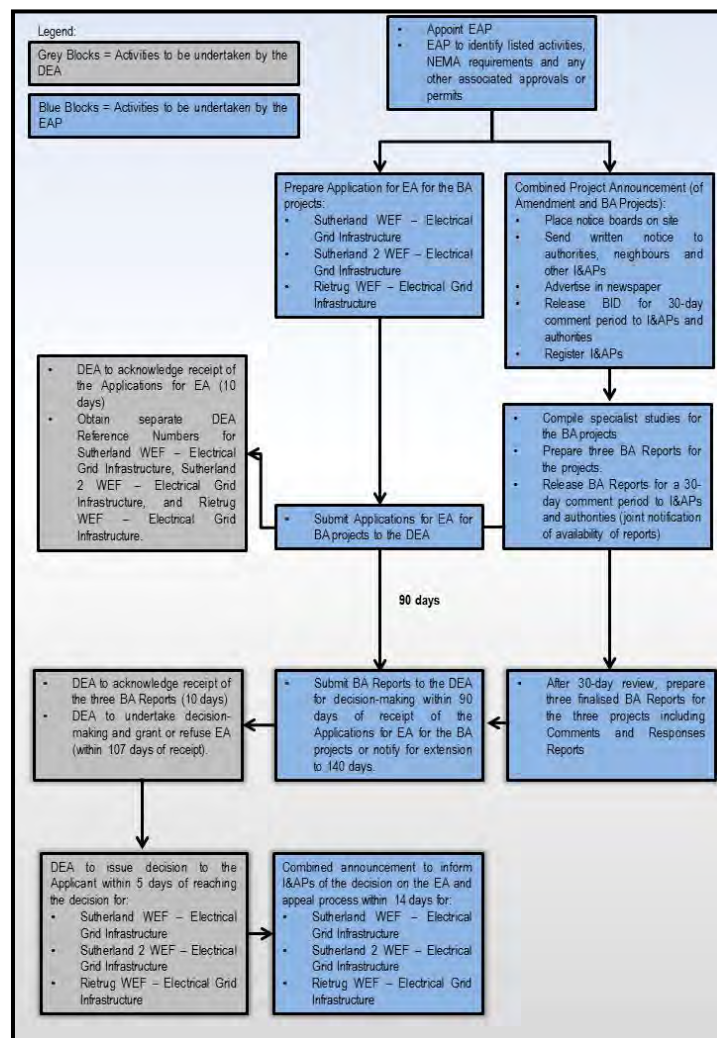 Legend:
Grey Blocks = Activities to be undertaken by the
DEA
Blue Blocks = Activities to be undertaken by the
EAP
• Appoint EAP
• EAP to identify listed activities,
NEMA requirements and any
other associated approvals or
permits
Prepare Application for EA for the BA
projects:
• Sutherland WEF – Electrical
Grid Infrastructure
• Sutherland 2 WEF – Electrical
Grid Infrastructure
• Rietrug WEF – Electrical Grid
Infrastructure
Combined Project Announcement (of
Amendment and BA Projects):
• Place notice boards on site
• Send written notice to
authorities, neighbours and
other I&APs
• Advertise in newspaper
• Release BID for 30-day
comment period to I&APs and
authorities
• Register I&APs
• DEA to acknowledge receipt of
the Applications for EA (10
days)
• Obtain separate DEA
Reference Numbers for
Sutherland WEF – Electrical
Grid Infrastructure, Sutherland
2 WEF – Electrical Grid
Infrastructure, and Rietrug
WEF – Electrical Grid
Infrastructure.
• Submit Applications for EA for
BA projects to the DEA
• Compile specialist studies for
the BA projects
• Prepare three BA Reports for
the projects.
• Release BA Reports for a 30-
day comment period to I&APs
and authorities (joint notification
of availability of reports)
90 days
• DEA to acknowledge receipt of
the three BA Reports (10 days)
• DEA to undertake decision-
making and grant or refuse EA
(within 107 days of receipt).
• Submit BA Reports to the DEA
for decision-making within 90
days of receipt of the
Applications for EA for the BA
projects or notify for extension
to 140 days.
• After 30-day review, prepare
three finalised BA Reports for
the three projects including
Comments and Responses
Reports
DEA to issue decision to the
Applicant within 5 days of reaching
the decision for:
• Sutherland WEF – Electrical
Grid Infrastructure
• Sutherland 2 WEF – Electrical
Grid Infrastructure
• Rietrug WEF – Electrical Grid
Infrastructure
Combined announcement to inform
I&APs of the decision on the EA and
appeal process within 14 days for:
• Sutherland WEF – Electrical
Grid Infrastructure
• Sutherland 2 WEF – Electrical
Grid Infrastructure
• Rietrug WEF – Electrical Grid
Infrastructure